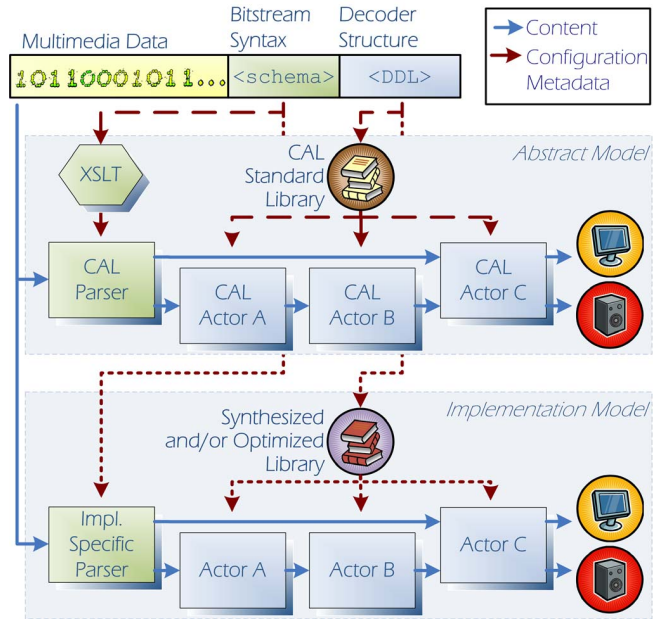 Multimedia Data
Bitstream
Syntax
Decoder
Structure
Content
Configuration
Metadata
10110001011...
<schema>
<DDL>
XSLT
CAL
Standard
Library
Abstract Model
CAL
Parser
CAL
Actor A
CAL
Actor B
CAL
Actor C
Implementation Model
Synthesized
and/or Optimized
Library
Impl.
Specific
Parser
Actor A
Actor B
Actor C